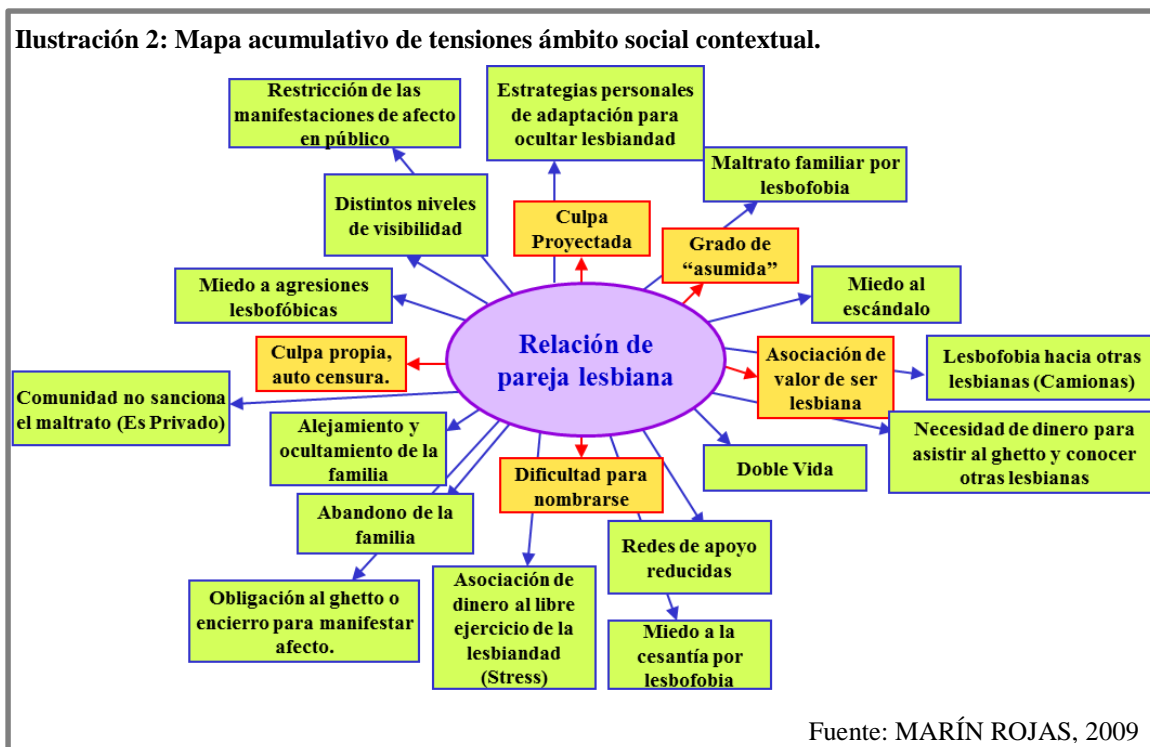 Ilustración 2: Mapa acumulativo de tensiones ámbito social contextual.
Restricción de las
manifestaciones de afecto
en público
Estrategias personales
de adaptación para
ocultar lesbiandad
Maltrato familiar por
lesbofobia
Distintos niveles
de visibilidad
Culpa
Proyectada
Grado de
“asumida”
Miedo a agresiones
lesbofóbicas
Miedo al
escándalo
Culpa propia,
auto censura.
Relación de
pareja lesbiana
Asociación de
valor de ser
lesbiana
Lesbofobia hacia otras
lesbianas (Camionas)
Comunidad no sanciona
el maltrato (Es Privado)
Alejamiento y
ocultamiento de la
familia
Dificultad para
nombrarse
Doble Vida
Necesidad de dinero para
asistir al ghetto y conocer
otras lesbianas
Abandono de la
familia
Redes de apoyo
reducidas
Obligación al ghetto o
encierro para manifestar
afecto.
Asociación de
dinero al libre
ejercicio de la
lesbiandad
(Stress)
Miedo a la
cesantía por
lesbofobia
Fuente: MARÍN ROJAS, 2009